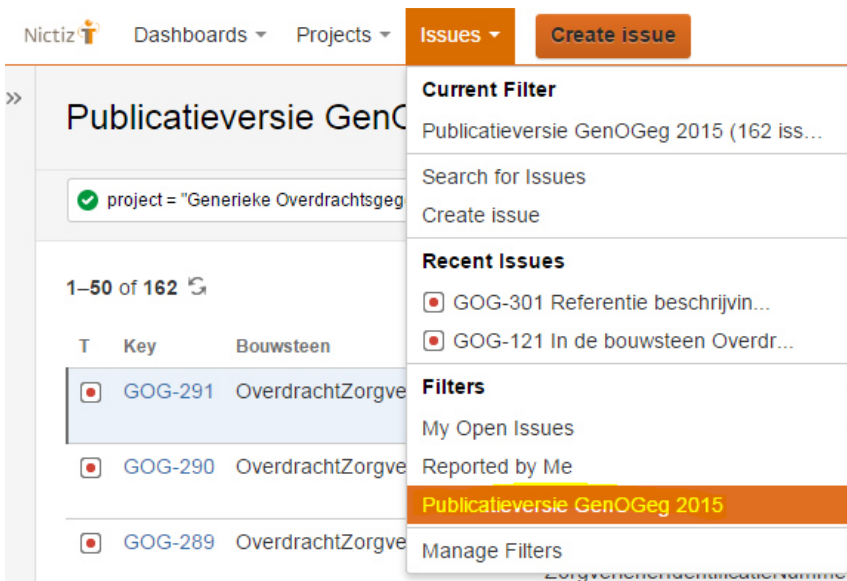 Nictiz Dashboards Projects Issues Create issue
Publicatieversie GenO
project = "Generieke Overdrachtsgeg
1–50 of 162
T Key Bouwsteen
GOG-291 OverdrachtZorgve
GOG-290 OverdrachtZorgve
GOG-289 OverdrachtZorgve
Current Filter
Publicatieversie GenOGeg 2015 (162 iss...
Search for Issues
Create issue
Recent Issues
GOG-301 Referentie beschrijvin...
GOG-121 In de bouwsteen Overdr...
Filters
My Open Issues
Reported by Me
Publicatieversie GenOGeg 2015
Manage Filters